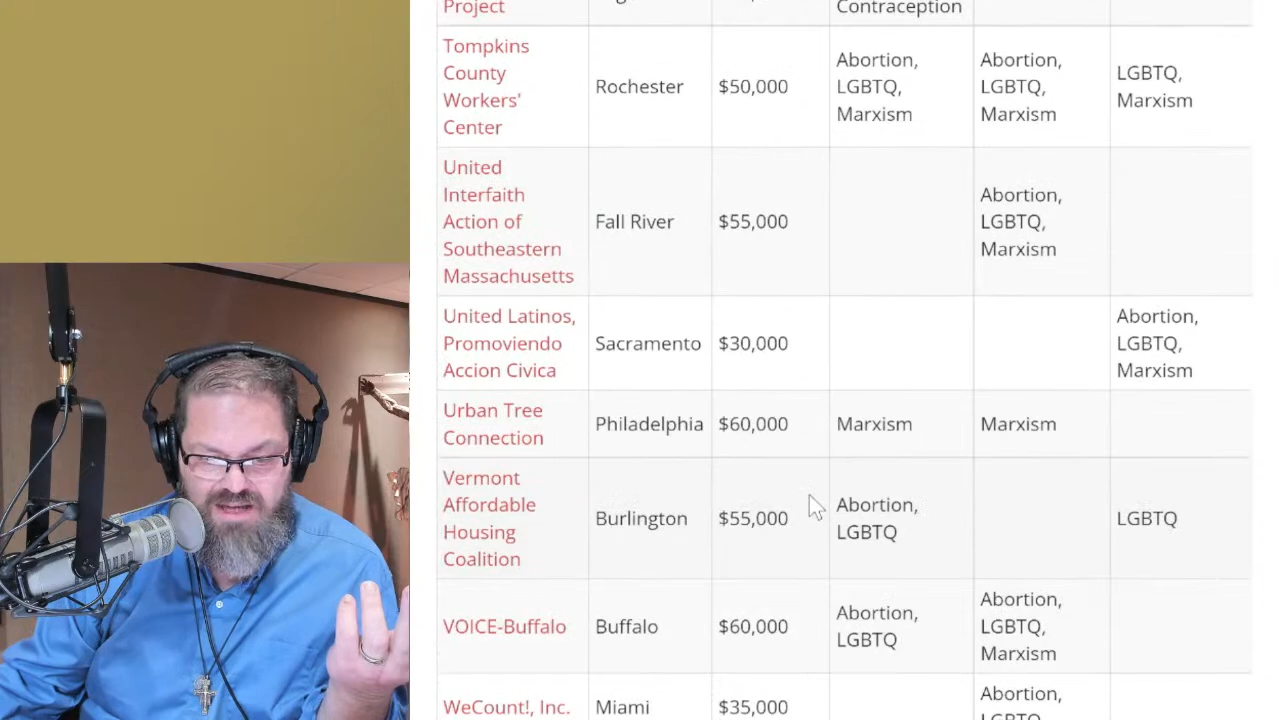 Project
Contraception
Tompkins
County
Workers'
Center
Rochester
$50,000
Abortion,
LGBTQ,
Marxism
Abortion,
LGBTQ,
Marxism
LGBTQ,
Marxism
United
Interfaith
Action of
Southeastern
Massachusetts
Fall River
$55,000
Abortion,
LGBTQ,
Marxism
United Latinos,
Promoviendo
Accion Civica
Sacramento
$30,000
Abortion,
LGBTQ,
Marxism
Urban Tree
Connection
Philadelphia
$60,000
Marxism
Marxism
Vermont
Affordable
Housing
Coalition
Burlington
$55,000
Abortion,
LGBTQ
LGBTQ
VOICE-Buffalo
Buffalo
$60,000
Abortion,
LGBTQ
Abortion,
LGBTQ,
Marxism
WeCount!, Inc.
Miami
$35,000
Abortion,